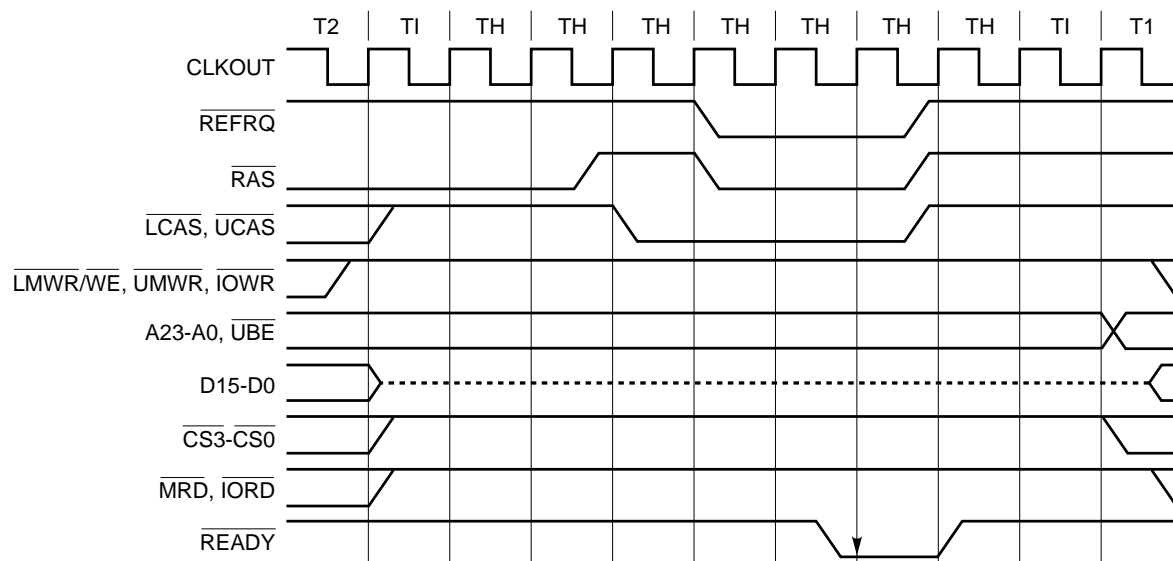 T2 TI TH TH TH TH TH TH TH TI T1
CLKOUT
REFRQ
RAS
LCAS, UCAS
LMWR/WE, UMWR, IOWR
A23-A0, UBE
D15-D0
CS3-CS0
MRD, IORD
READY